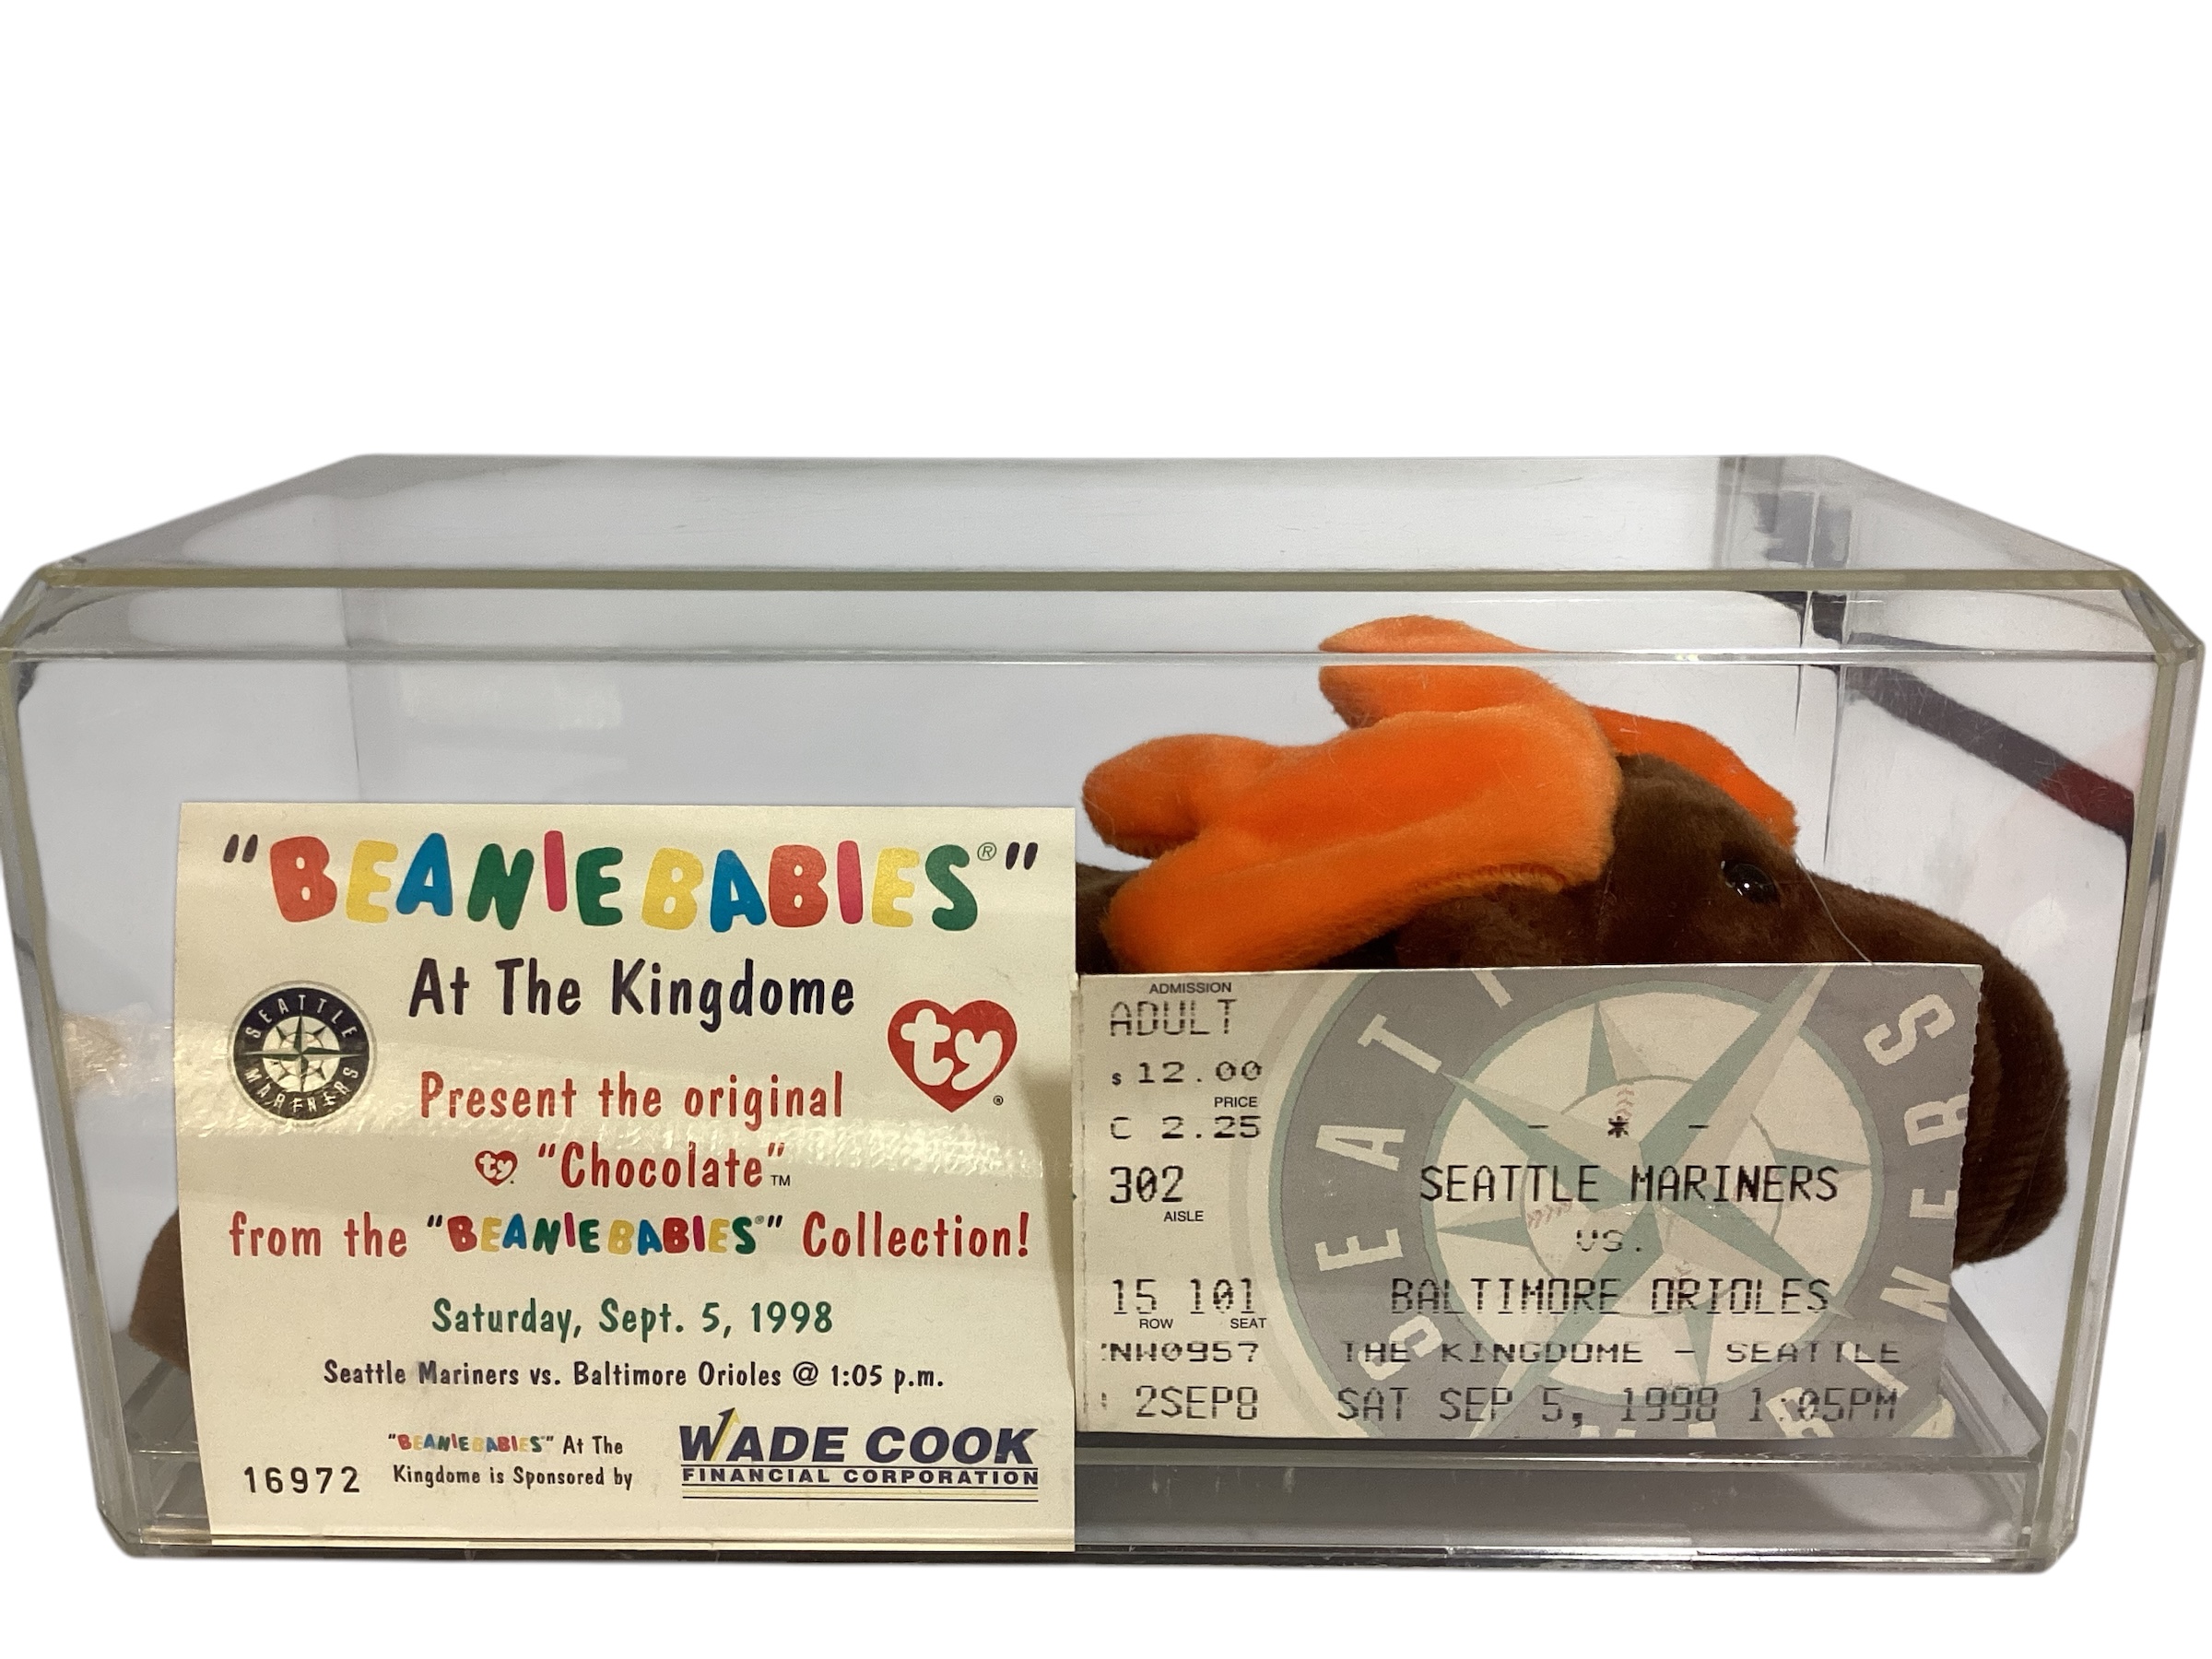 "BEANIE BABIES®"
At The Kingdome
SEATTLE MARINERS
ty®
Present the original
ty "Chocolate"™
from the "BEANIE BABIES®" Collection!
Saturday, Sept. 5, 1998
Seattle Mariners vs. Baltimore Orioles @ 1:05 p.m.
"BEANIE BABIES" At The
Kingdome is Sponsored by
16972
WADE COOK
FINANCIAL CORPORATION
ADMISSION
ADULT
$ 12.00
PRICE
C 2.25
302
AISLE
15 101
ROW SEAT
NW0957
2SEP8
- * -
SEATTLE MARINERS
VS.
BALTIMORE ORIOLES
THE KINGDOME - SEATTLE
SAT SEP 5, 1998 1:05PM